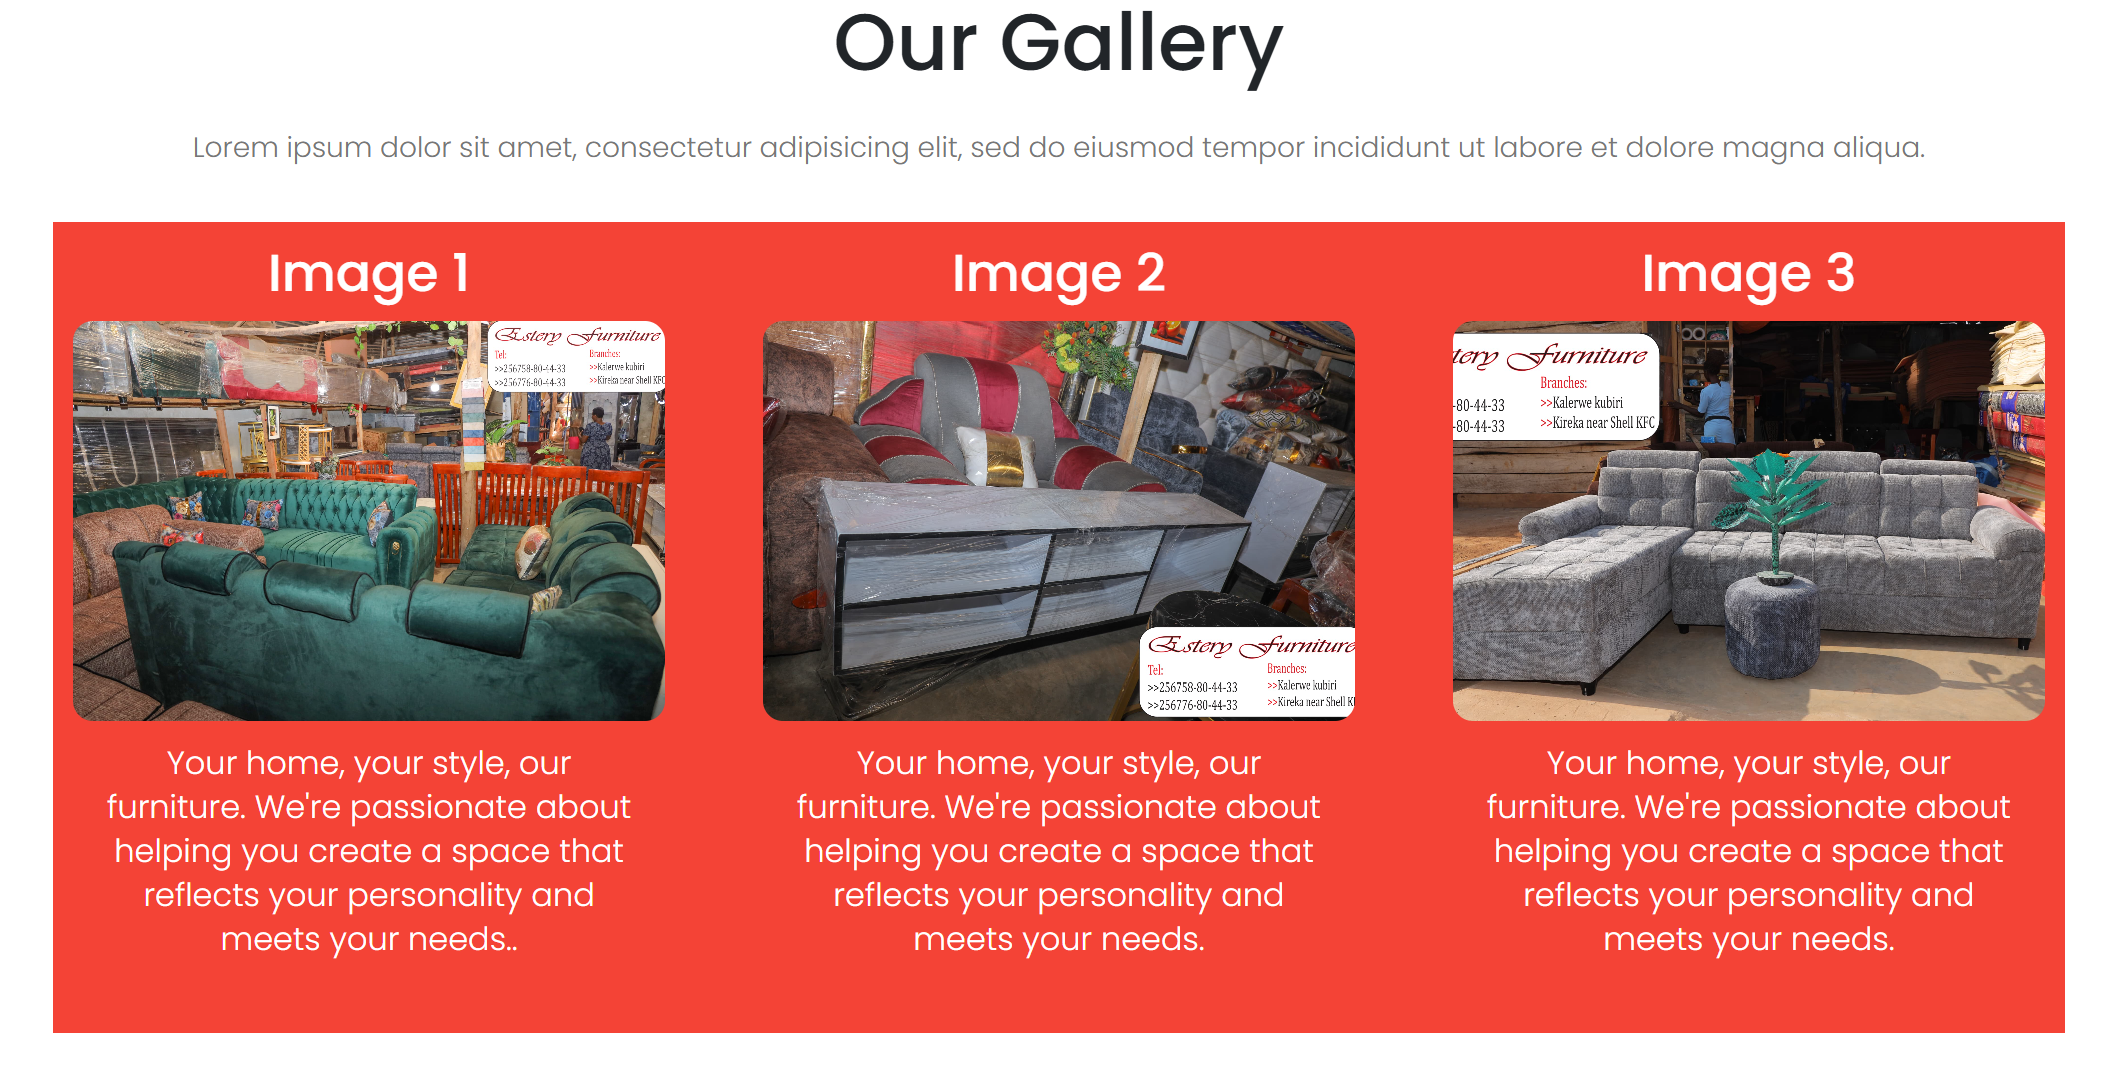 Our Gallery
Lorem ipsum dolor sit amet, consectetur adipisicing elit, sed do eiusmod tempor incididunt ut labore et dolore magna aliqua.
Image 1
Estery Furniture
Tel:
>>256758-80-44-33
>>256776-80-44-33
Branches:
>>Kalerwe kubiri
>>Kireka near Shell KFC
Your home, your style, our
furniture. We're passionate about
helping you create a space that
reflects your personality and
meets your needs..
Image 2
Estery Furniture
Tel:
>>256758-80-44-33
>>256776-80-44-33
Branches:
>>Kalerwe kubiri
>>Kireka near Shell K
Your home, your style, our
furniture. We're passionate about
helping you create a space that
reflects your personality and
meets your needs.
Image 3
tery Furniture
-80-44-33
-80-44-33
Branches:
>>Kalerwe kubiri
>>Kireka near Shell KFC
Your home, your style, our
furniture. We're passionate about
helping you create a space that
reflects your personality and
meets your needs.